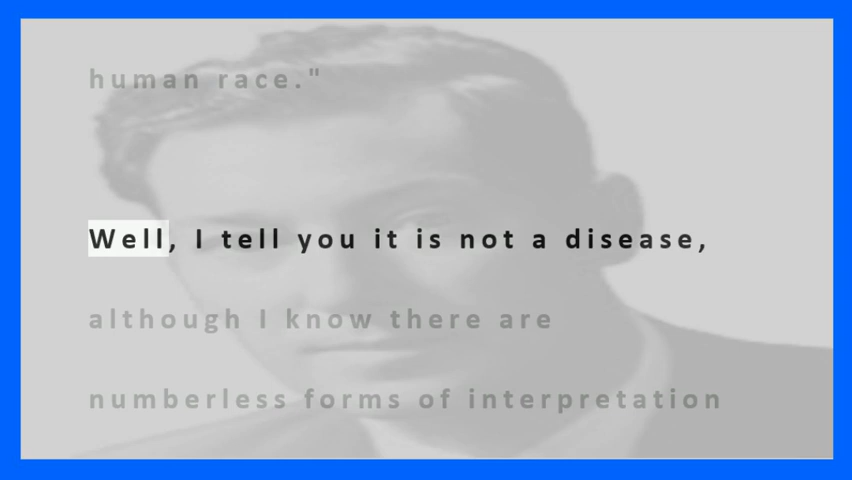 human race."
Well, I tell you it is not a disease,
although I know there are
numberless forms of interpretation